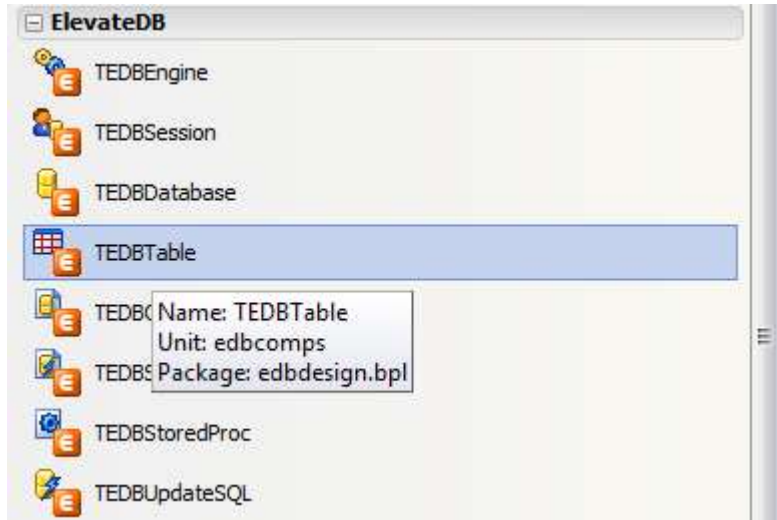 ElevateDB
TEDBEngine
TEDBSession
TEDBDatabase
TEDBTable
Name: TEDBTable
Unit: edbcomps
Package: edbdesign.bpl
TEDBStoredProc
TEDBUpdateSQL